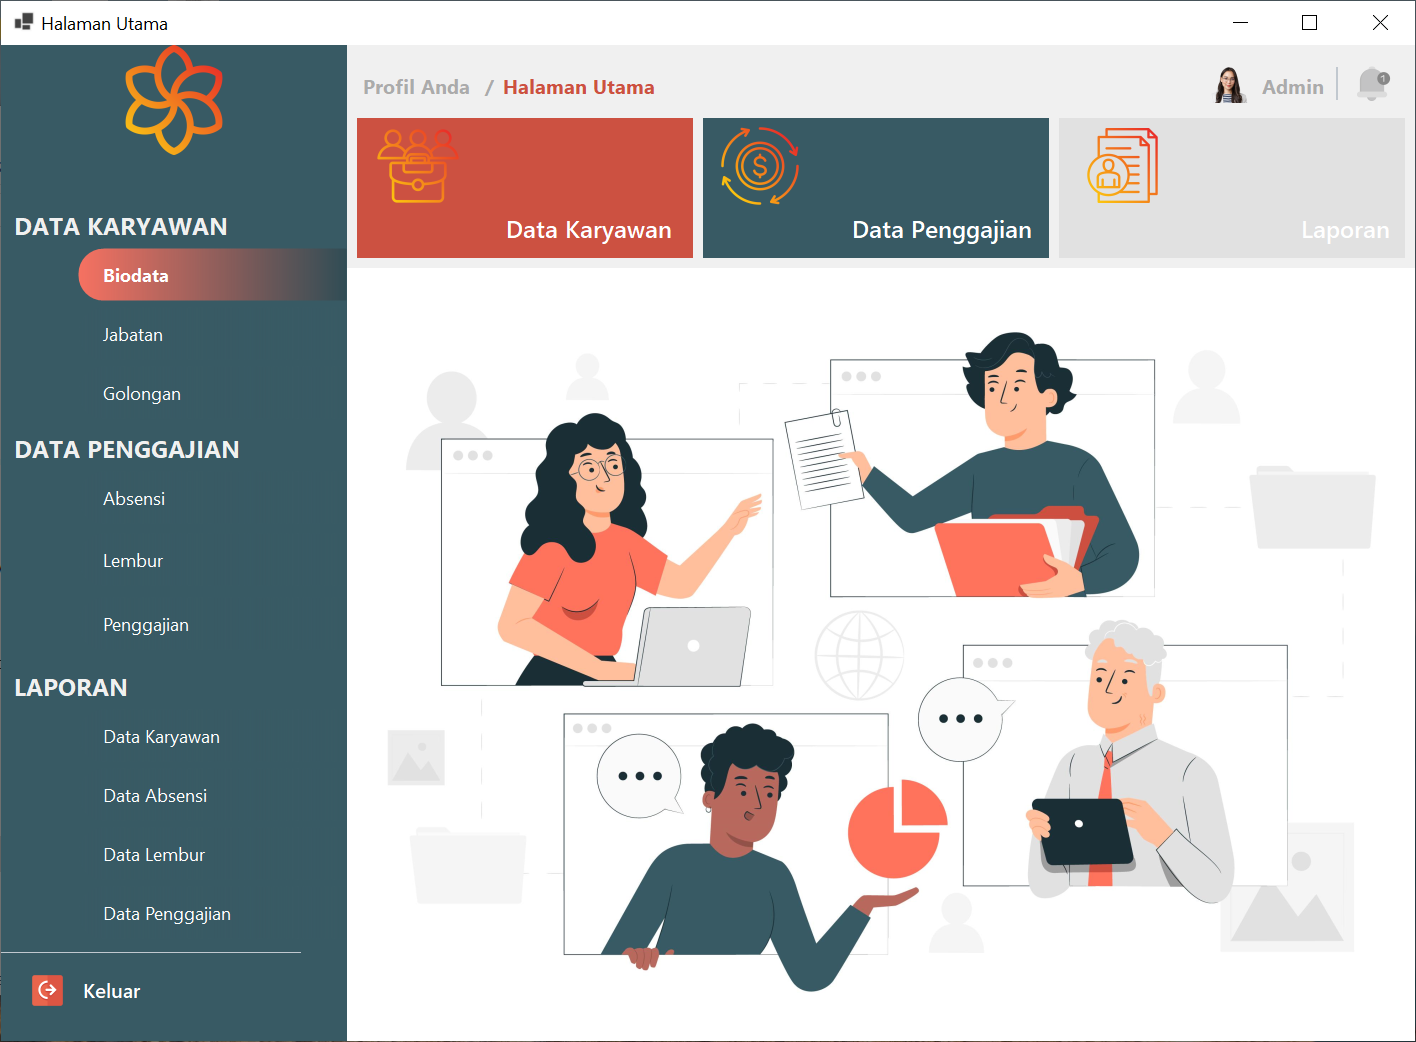 Halaman Utama
Profil Anda / Halaman Utama
Admin
1
Data Karyawan
Data Penggajian
Laporan
DATA KARYAWAN
Biodata
Jabatan
Golongan
DATA PENGGAJIAN
Absensi
Lembur
Penggajian
LAPORAN
Data Karyawan
Data Absensi
Data Lembur
Data Penggajian
Keluar